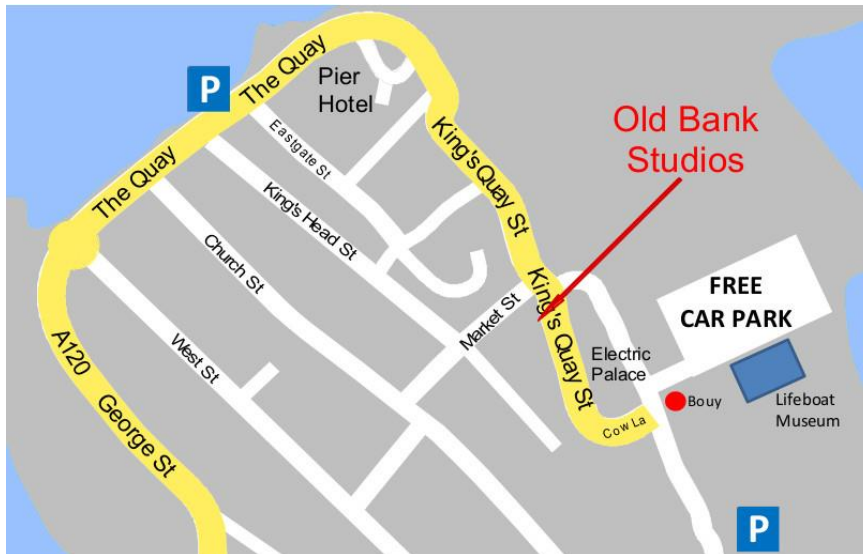 The Quay
P
Pier
Hotel
The Quay
Eastgate St
King's Quay St
Old Bank
Studios
King's Head St
Church St
King's Quay St
FREE
CAR PARK
Market St
A120
West St
Electric
Palace
George St
Bouy
Lifeboat
Museum
Cow La
P